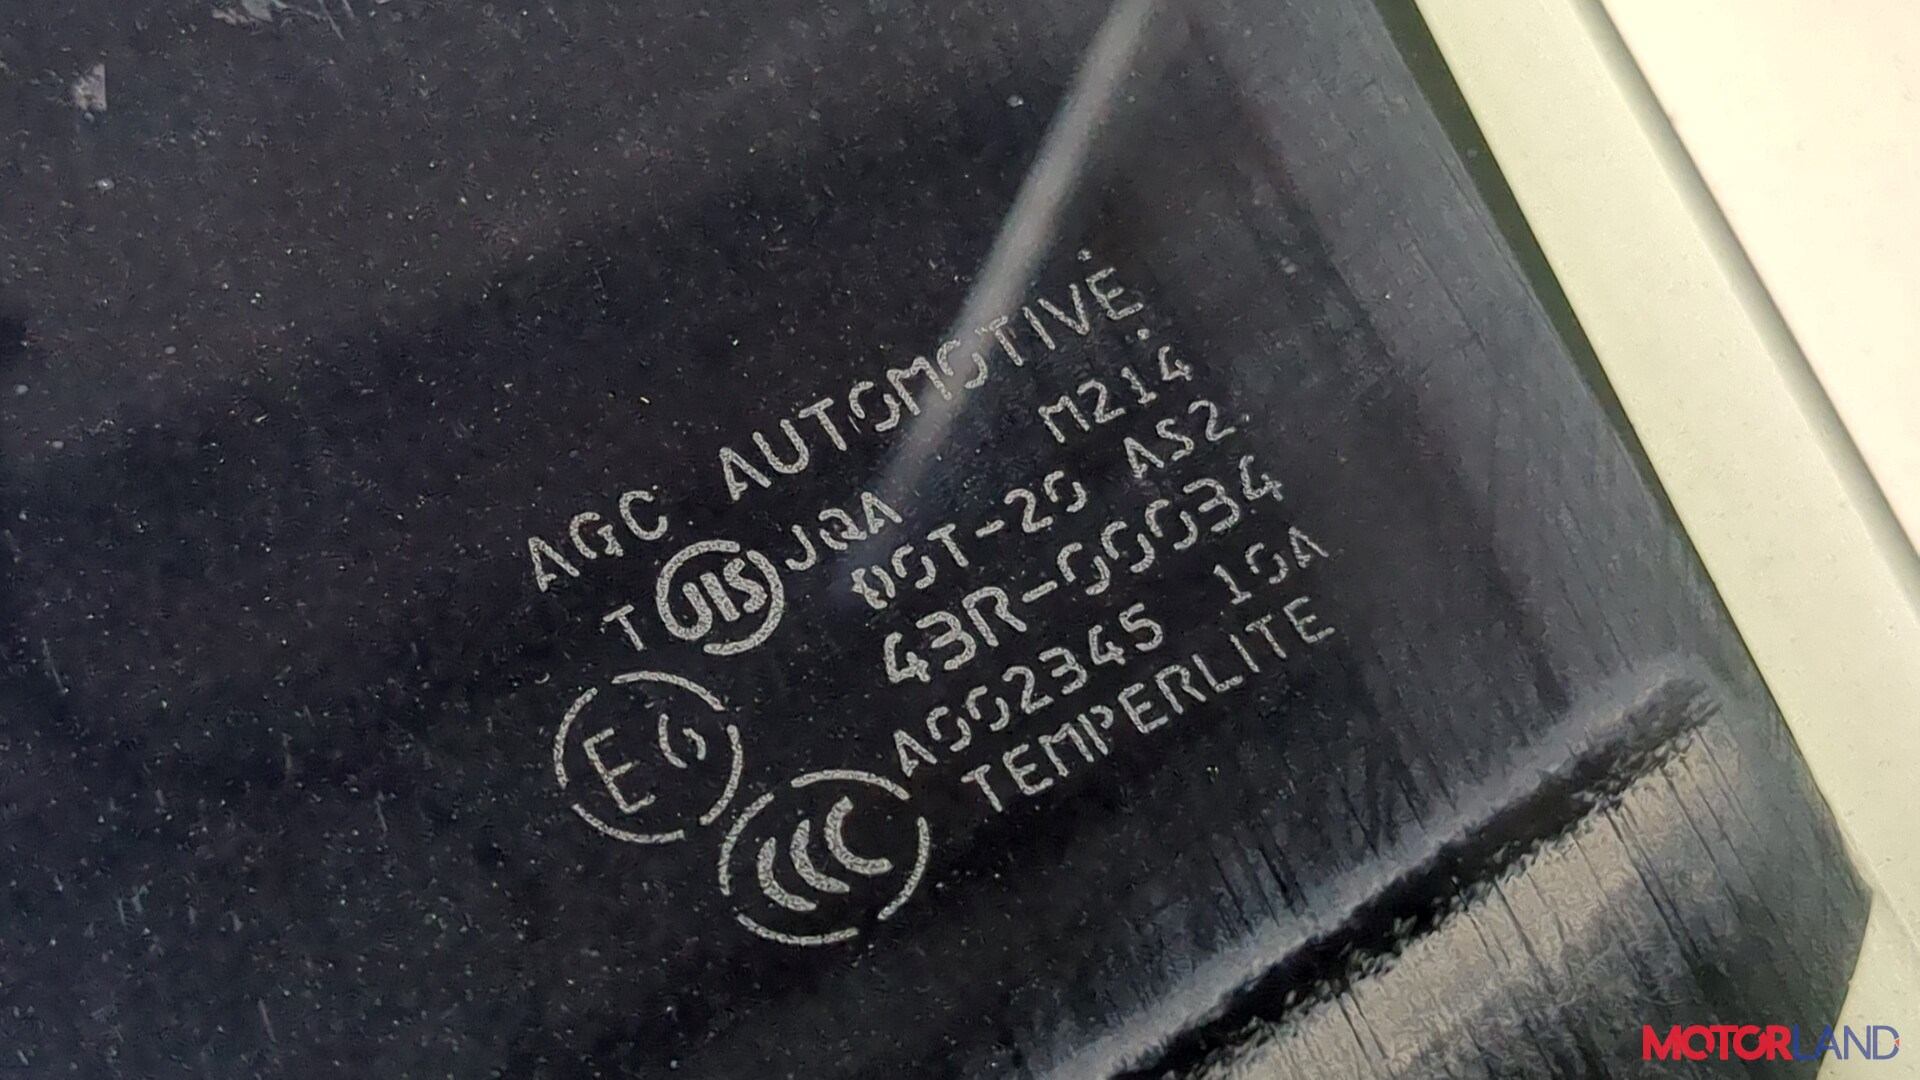 AGC AUTOMOTIVE
T JIS JQA M214
DOT-20 AS2
E6 43R-00034
CCC A002345 10A
TEMPERLITE
MOTORLAND